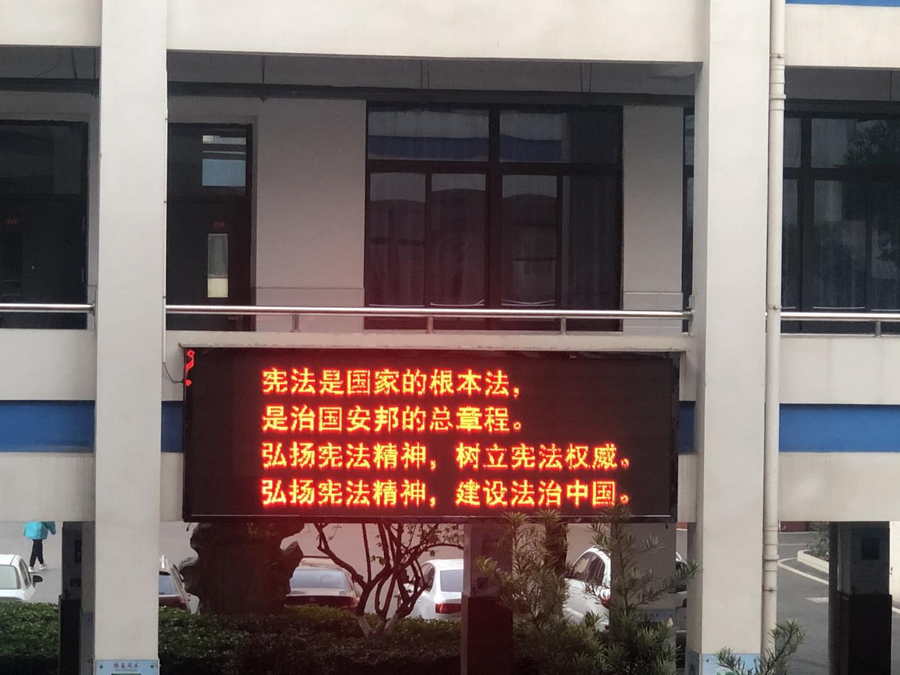 宪法是国家的根本法，
是治国安邦的总章程。
弘扬宪法精神，树立宪法权威。
弘扬宪法精神，建设法治中国。